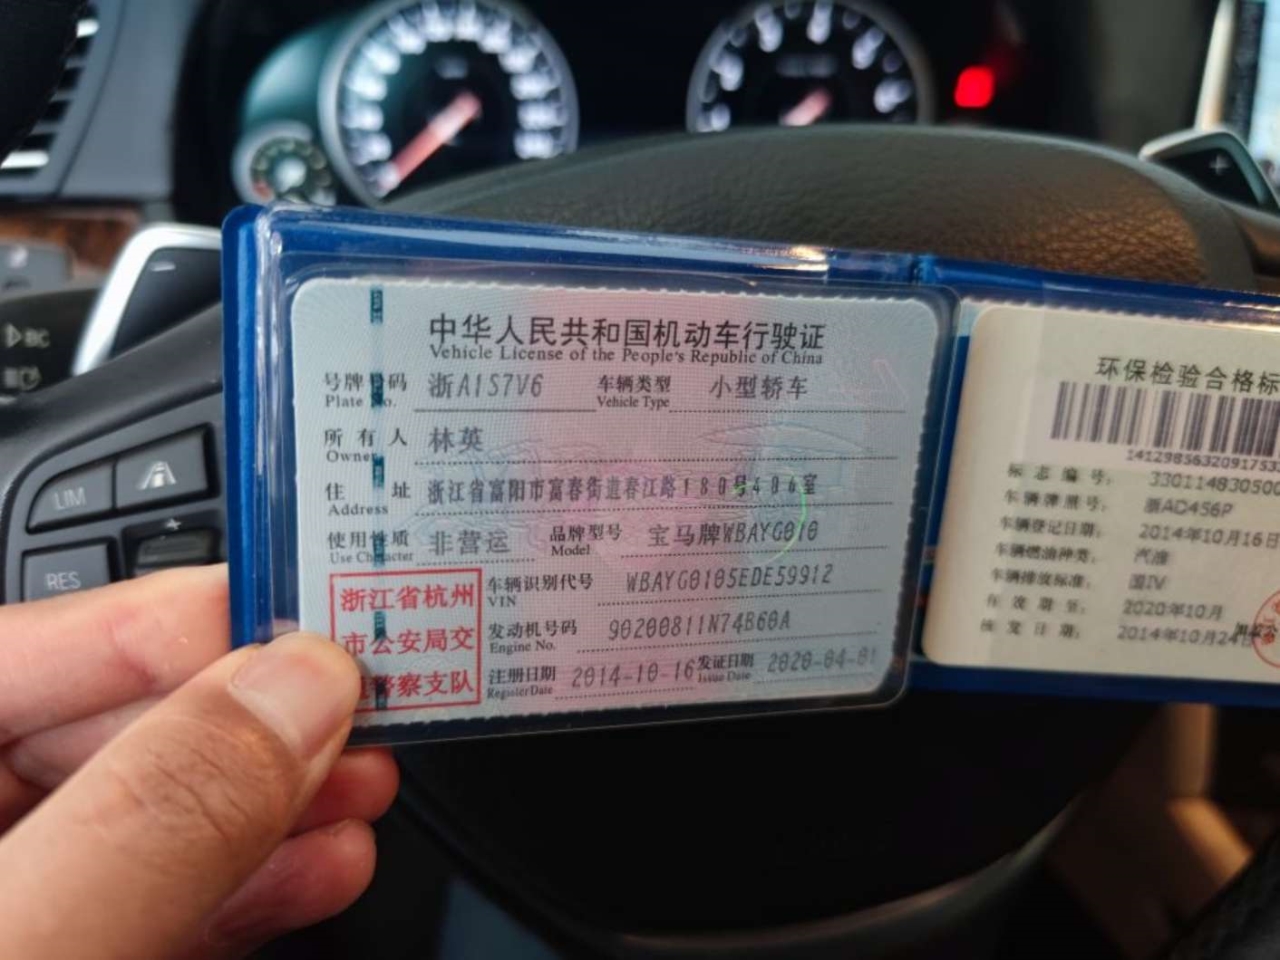 中华人民共和国机动车行驶证
Vehicle License of the People's Republic of China
号牌 码 浙A1S7V6 车辆类型 小型轿车
Plate No. Vehicle Type
所有人 林英
Owner
住址 浙江省富阳市富春街道春江路180号406室
Address
使用性质 非营运 品牌型号 宝马牌WBAYG010
Use Character Model
车辆识别代号 WBAYG0105EDE59912
VIN
发动机号码 90200811N74B60A
Engine No.
注册日期 2014-10-16 发证日期 2020-04-01
Register Date Issue Date
浙江省杭州
市公安局交
警察支队
环保检验合格标
标志编号: 330114830500
车辆牌照号: 浙AD456P
车辆登记日期: 2014年10月16日
车辆燃油种类: 汽油
车辆排放标准: 国IV
有效期至: 2020年10月
核发日期: 2014年10月24日
LIM
RES
BC